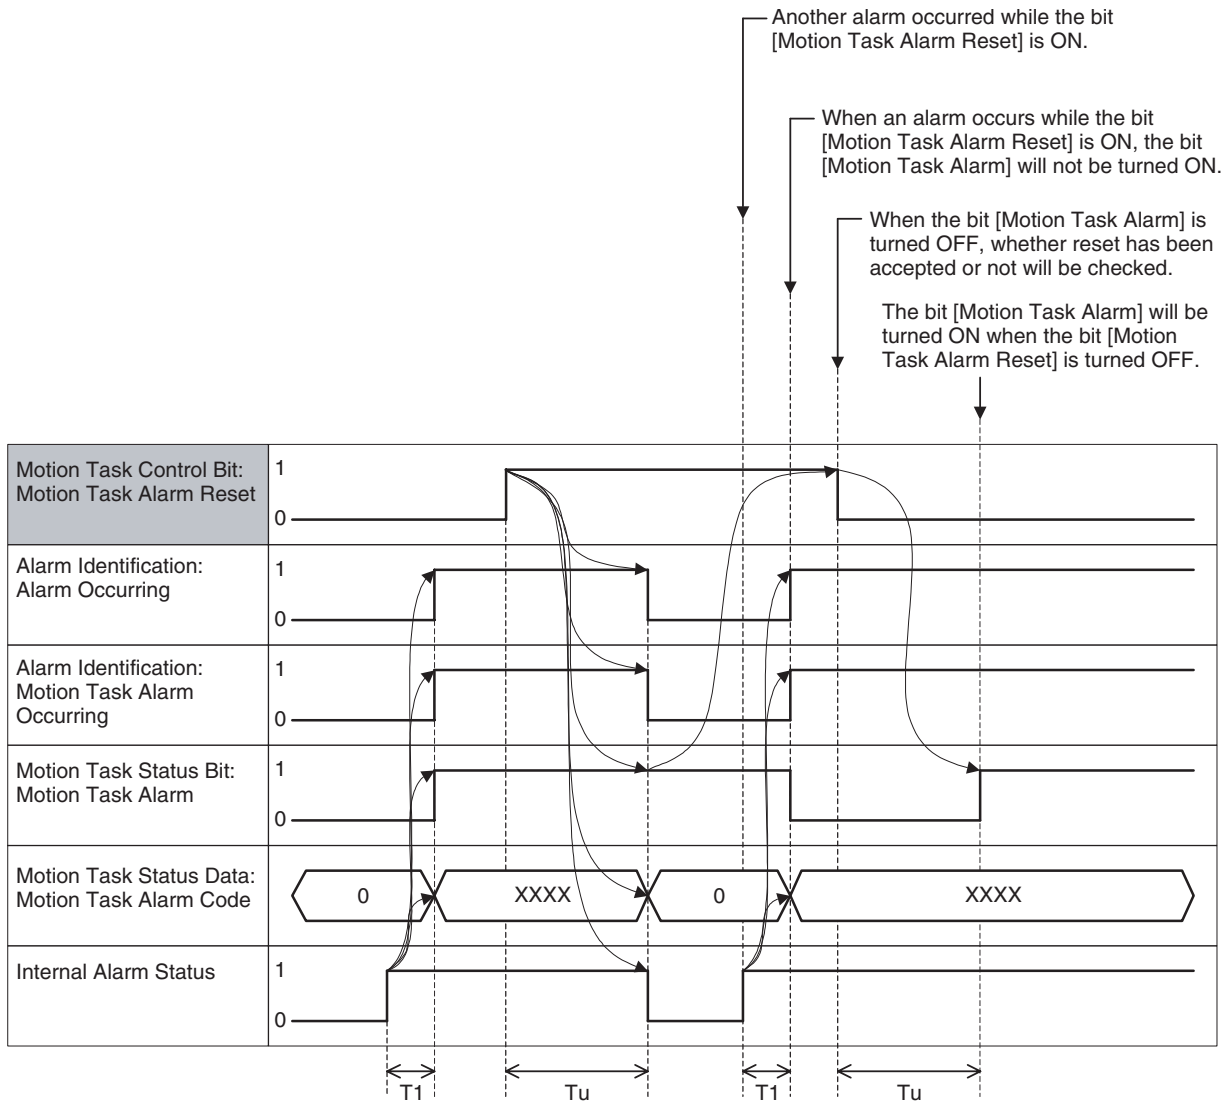 Another alarm occurred while the bit
[Motion Task Alarm Reset] is ON.
When an alarm occurs while the bit
[Motion Task Alarm Reset] is ON, the bit
[Motion Task Alarm] will not be turned ON.
When the bit [Motion Task Alarm] is
turned OFF, whether reset has been
accepted or not will be checked.
The bit [Motion Task Alarm] will be
turned ON when the bit [Motion
Task Alarm Reset] is turned OFF.
Motion Task Control Bit:
Motion Task Alarm Reset
1
0
Alarm Identification:
Alarm Occurring
1
0
Alarm Identification:
Motion Task Alarm
Occurring
1
0
Motion Task Status Bit:
Motion Task Alarm
1
0
Motion Task Status Data:
Motion Task Alarm Code
0 XXXX 0 XXXX
Internal Alarm Status
1
0
T1 Tu T1 Tu